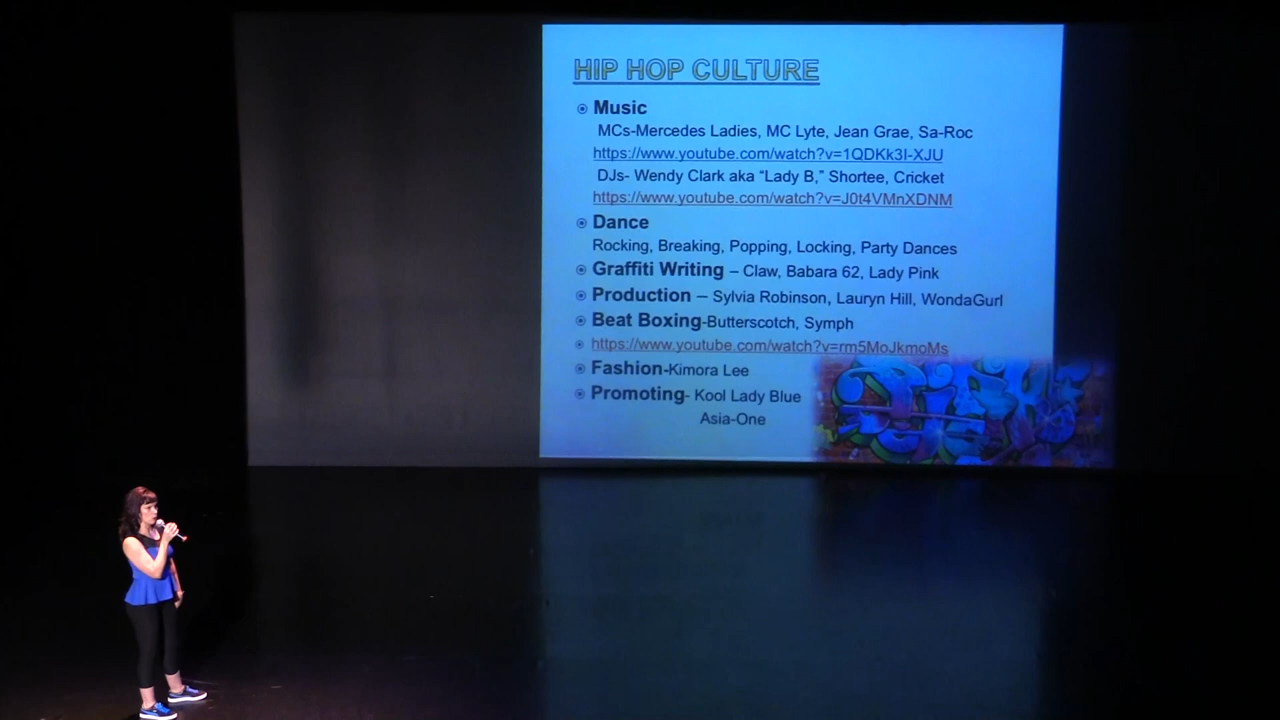 HIP HOP CULTURE
Music
MCs-Mercedes Ladies, MC Lyte, Jean Grae, Sa-Roc
https://www.youtube.com/watch?v=1QDKk3I-XJU
DJs- Wendy Clark aka “Lady B,” Shortee, Cricket
https://www.youtube.com/watch?v=J0t4VMnXDNM
Dance
Rocking, Breaking, Popping, Locking, Party Dances
Graffiti Writing – Claw, Babara 62, Lady Pink
Production – Sylvia Robinson, Lauryn Hill, WondaGurl
Beat Boxing-Butterscotch, Symph
https://www.youtube.com/watch?v=rm5MoJkmoMs
Fashion-Kimora Lee
Promoting- Kool Lady Blue
Asia-One